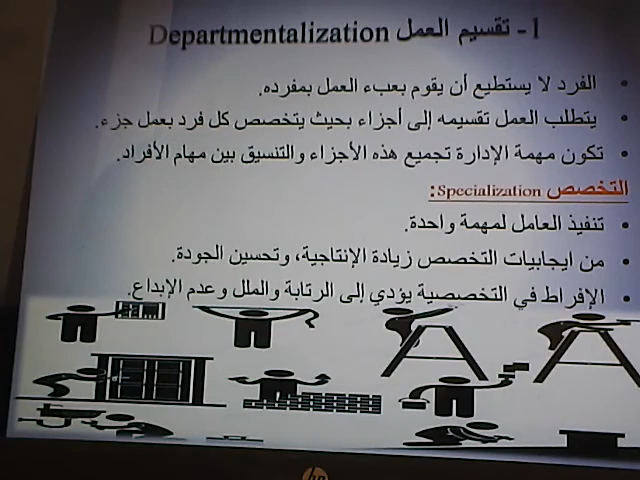 1- تقسيم العمل Departmentalization
• الفرد لا يستطيع أن يقوم بعبء العمل بمفرده.
• يتطلب العمل تقسيمه إلى أجزاء بحيث يتخصص كل فرد بعمل جزء.
• تكون مهمة الإدارة تجميع هذه الأجزاء والتنسيق بين مهام الأفراد.
التخصص Specialization:
• تنفيذ العامل لمهمة واحدة.
• من ايجابيات التخصص زيادة الإنتاجية، وتحسين الجودة.
• الإفراط في التخصصية يؤدي إلى الرتابة والملل وعدم الإبداع.
hp